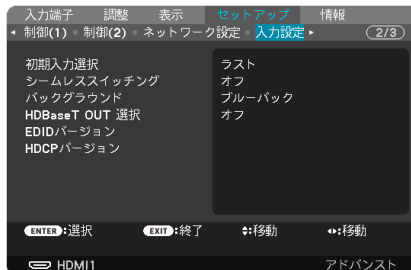 入力端子 調整 表示 セットアップ 情報
制御(1) 制御(2) ネットワーク設定 入力設定 2/3
初期入力選択 ラスト
シームレススイッチング オフ
バックグラウンド ブルーバック
HDBaseT OUT 選択 オフ
EDIDバージョン
HDCPバージョン
ENTER:選択 EXIT:終了 :移動 :移動
HDMI1 アドバンスト